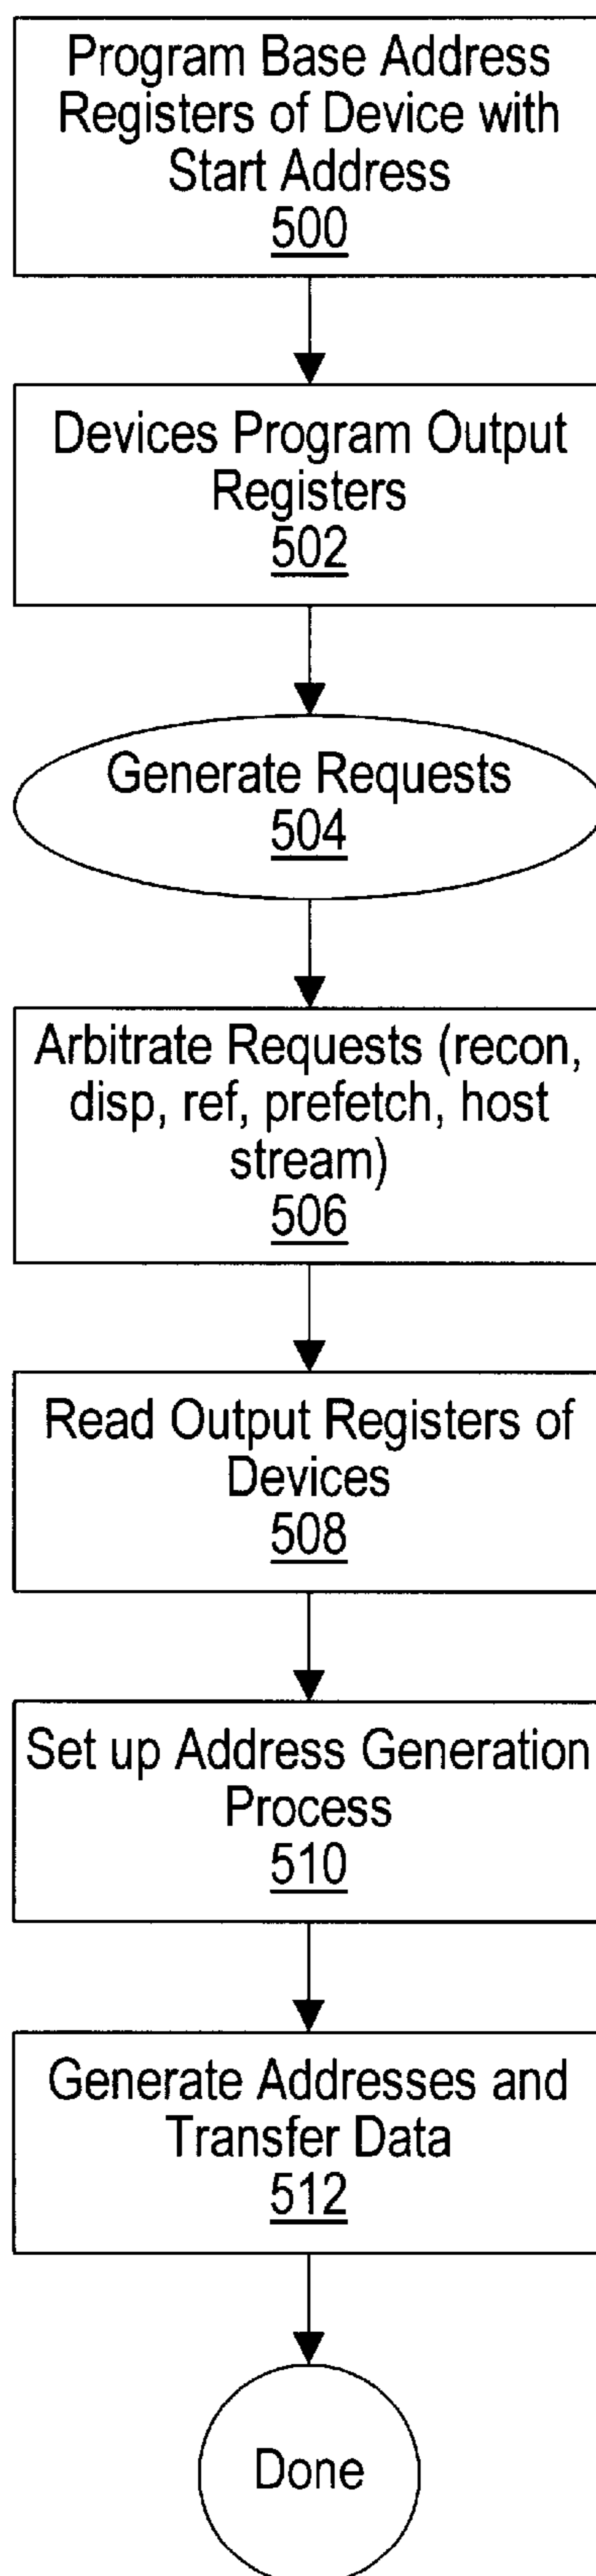 Program Base Address
Registers of Device with
Start Address
500
Devices Program Output
Registers
502
Generate Requests
504
Arbitrate Requests (recon,
disp, ref, prefetch, host
stream)
506
Read Output Registers of
Devices
508
Set up Address Generation
Process
510
Generate Addresses and
Transfer Data
512
Done